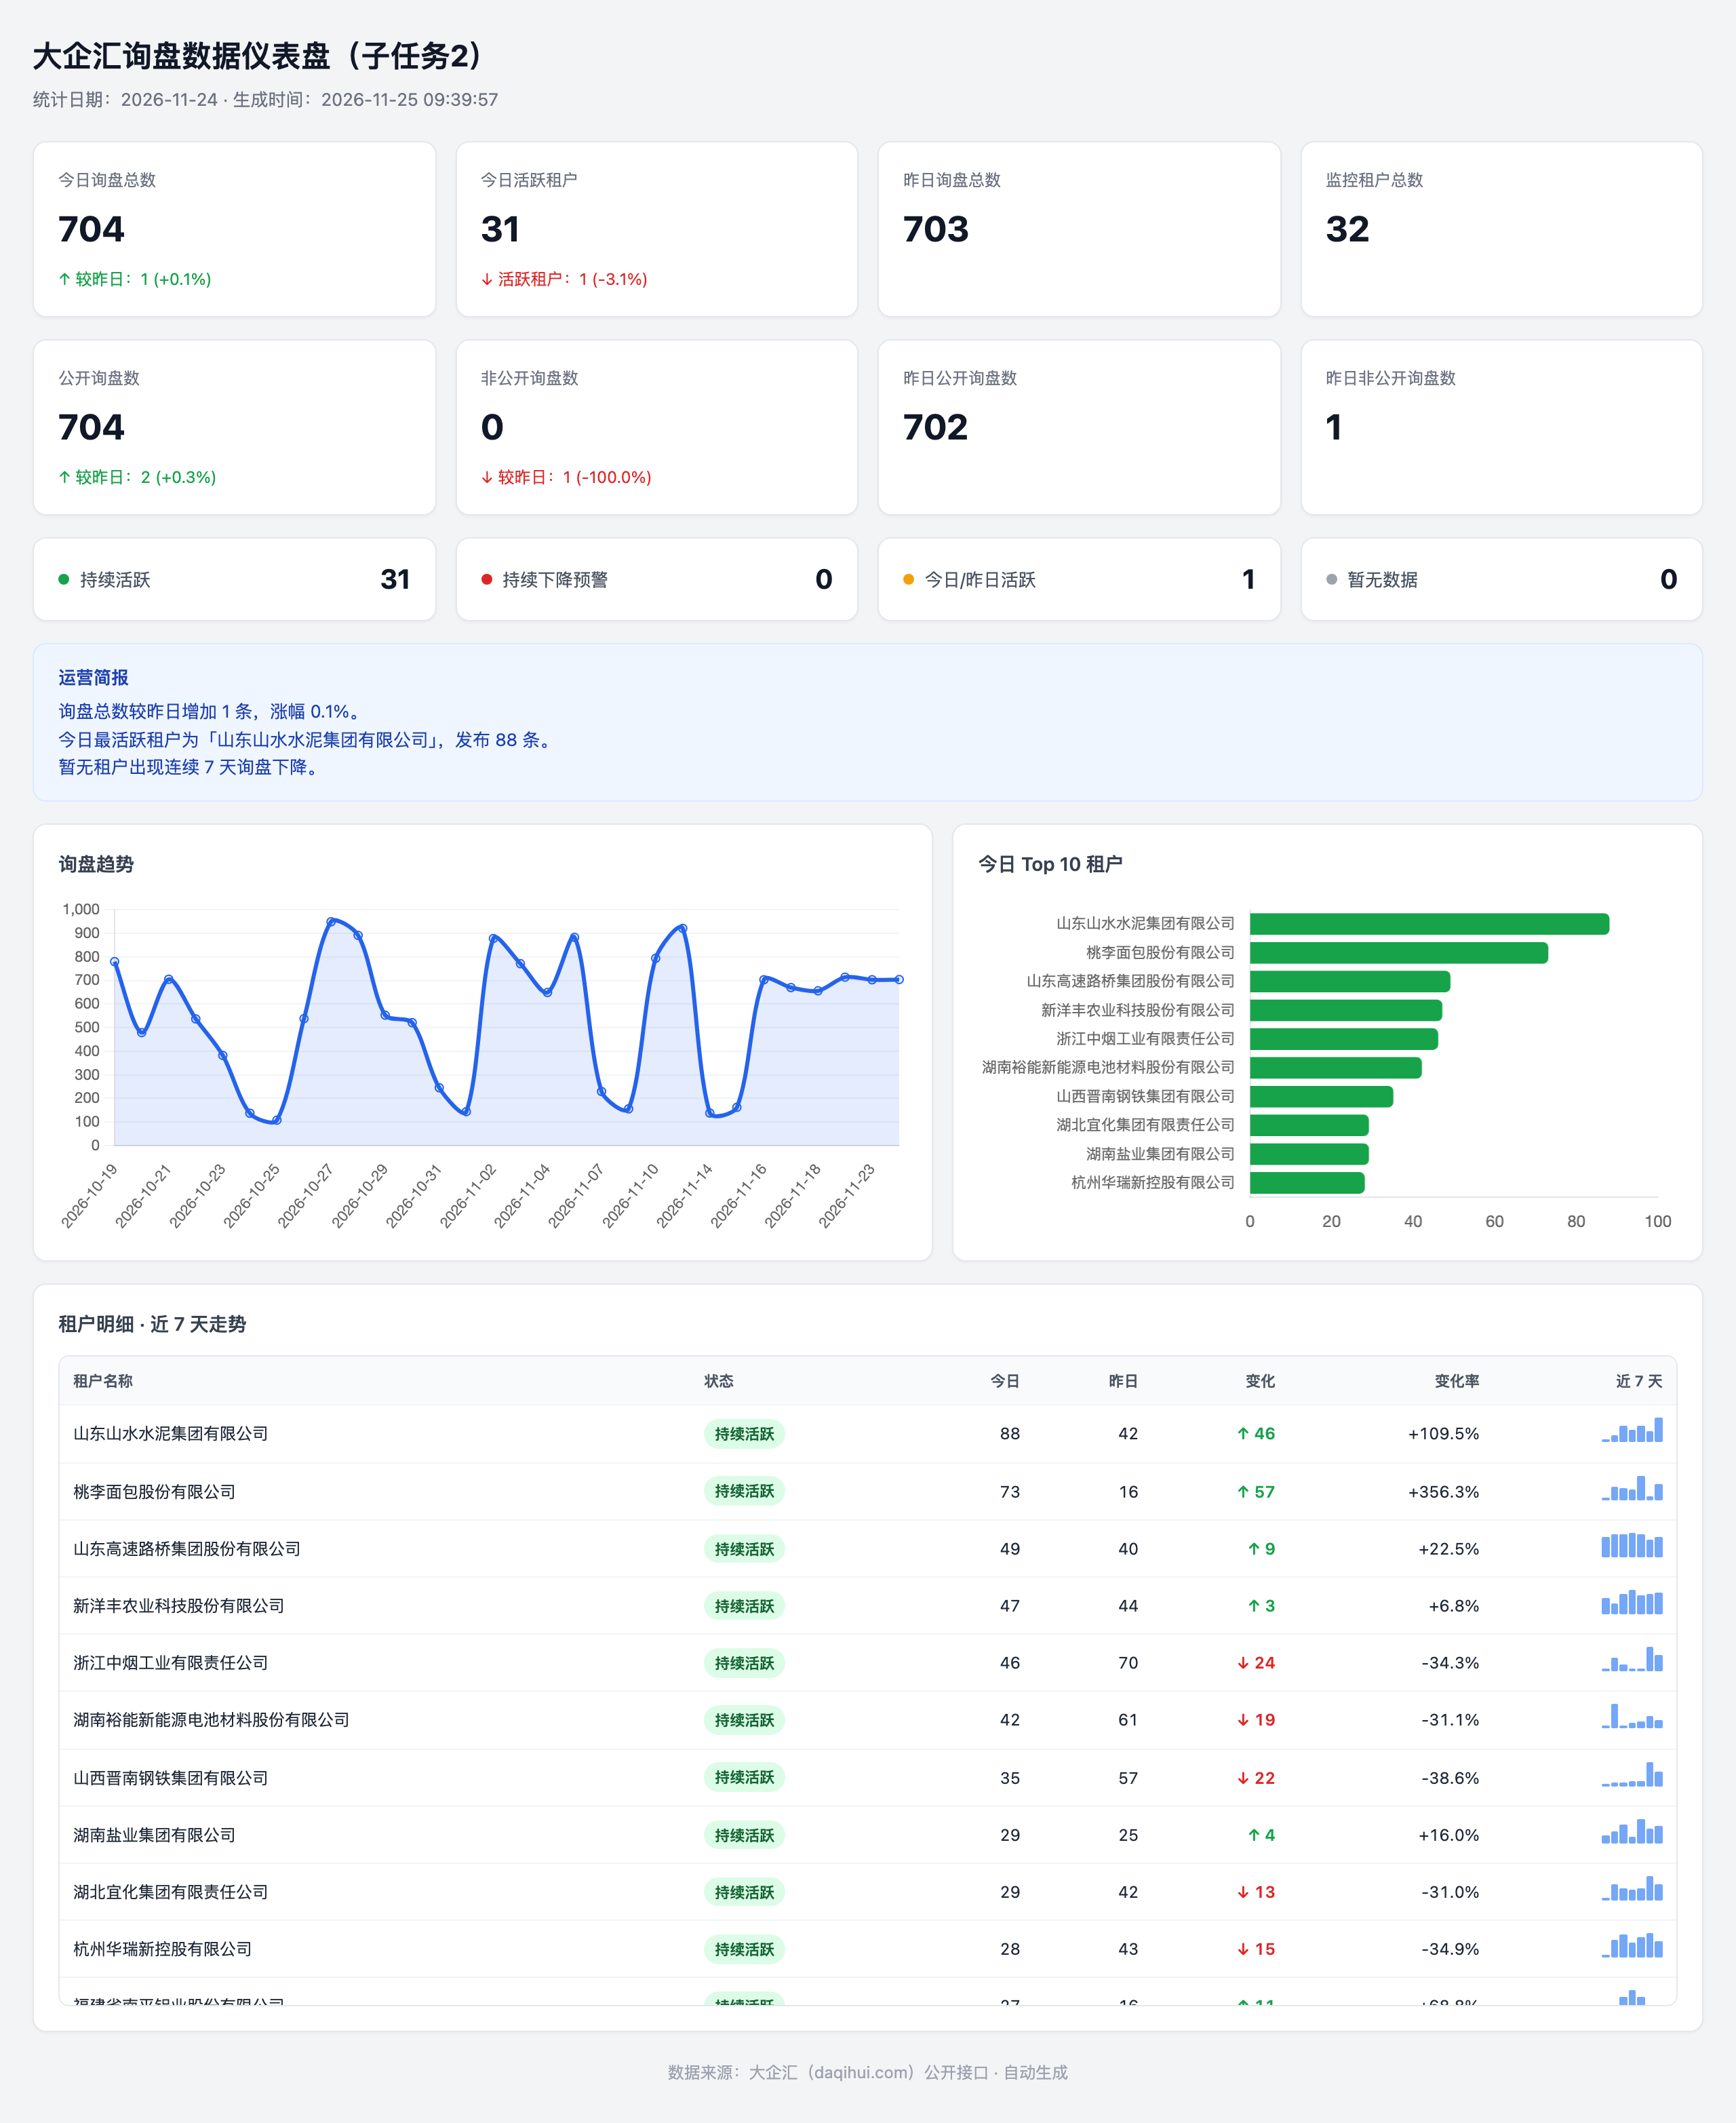 大企汇询盘数据仪表盘（子任务2）
统计日期：2026-11-24 · 生成时间：2026-11-25 09:39:57
今日询盘总数
704
↑ 较昨日：1 (+0.1%)
今日活跃租户
31
↓ 活跃租户：1 (-3.1%)
昨日询盘总数
703
监控租户总数
32
公开询盘数
704
↑ 较昨日：2 (+0.3%)
非公开询盘数
0
↓ 较昨日：1 (-100.0%)
昨日公开询盘数
702
昨日非公开询盘数
1
持续活跃 31
持续下降预警 0
今日/昨日活跃 1
暂无数据 0
运营简报
询盘总数较昨日增加 1 条，涨幅 0.1%。
今日最活跃租户为「山东山水水泥集团有限公司」，发布 88 条。
暂无租户出现连续 7 天询盘下降。
询盘趋势
1,000
900
800
700
600
500
400
300
200
100
0
2026-10-19
2026-10-21
2026-10-23
2026-10-25
2026-10-27
2026-10-29
2026-10-31
2026-11-02
2026-11-04
2026-11-07
2026-11-10
2026-11-14
2026-11-16
2026-11-18
2026-11-23
今日 Top 10 租户
山东山水水泥集团有限公司
桃李面包股份有限公司
山东高速路桥集团股份有限公司
新洋丰农业科技股份有限公司
浙江中烟工业有限责任公司
湖南裕能新能源电池材料股份有限公司
山西晋南钢铁集团有限公司
湖北宜化集团有限责任公司
湖南盐业集团有限公司
杭州华瑞新控股有限公司
0 20 40 60 80 100
租户明细 · 近 7 天走势
租户名称 状态 今日 昨日 变化 变化率 近 7 天
山东山水水泥集团有限公司 持续活跃 88 42 ↑ 46 +109.5%
桃李面包股份有限公司 持续活跃 73 16 ↑ 57 +356.3%
山东高速路桥集团股份有限公司 持续活跃 49 40 ↑ 9 +22.5%
新洋丰农业科技股份有限公司 持续活跃 47 44 ↑ 3 +6.8%
浙江中烟工业有限责任公司 持续活跃 46 70 ↓ 24 -34.3%
湖南裕能新能源电池材料股份有限公司 持续活跃 42 61 ↓ 19 -31.1%
山西晋南钢铁集团有限公司 持续活跃 35 57 ↓ 22 -38.6%
湖南盐业集团有限公司 持续活跃 29 25 ↑ 4 +16.0%
湖北宜化集团有限责任公司 持续活跃 29 42 ↓ 13 -31.0%
杭州华瑞新控股有限公司 持续活跃 28 43 ↓ 15 -34.9%
福建省南平铝业股份有限公司 持续活跃 27 16 ↑ 11 +68.8%
数据来源：大企汇（daqihui.com）公开接口 · 自动生成